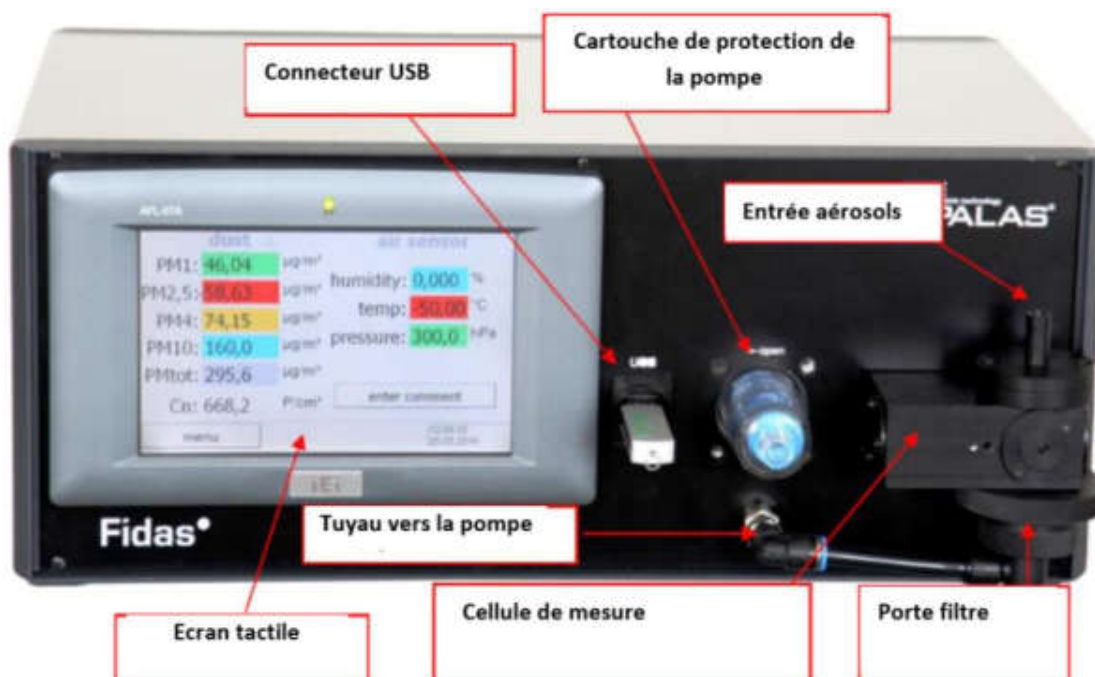 Connecteur USB
Cartouche de protection de
la pompe
Entrée aérosols
PALAS®
dust
air sensor
PM1: 46,04 µg/m³
humidity: 0,000 %
PM2,5: 58,63 µg/m³
temp: -50,00 °C
PM4: 74,15 µg/m³
pressure: 300,0 hPa
PM10: 160,0 µg/m³
PMtot: 295,6 µg/m³
Cn: 668,2 P/cm³
enter comment
menu
iEi
USB
Fidas®
Tuyau vers la pompe
Ecran tactile
Cellule de mesure
Porte filtre